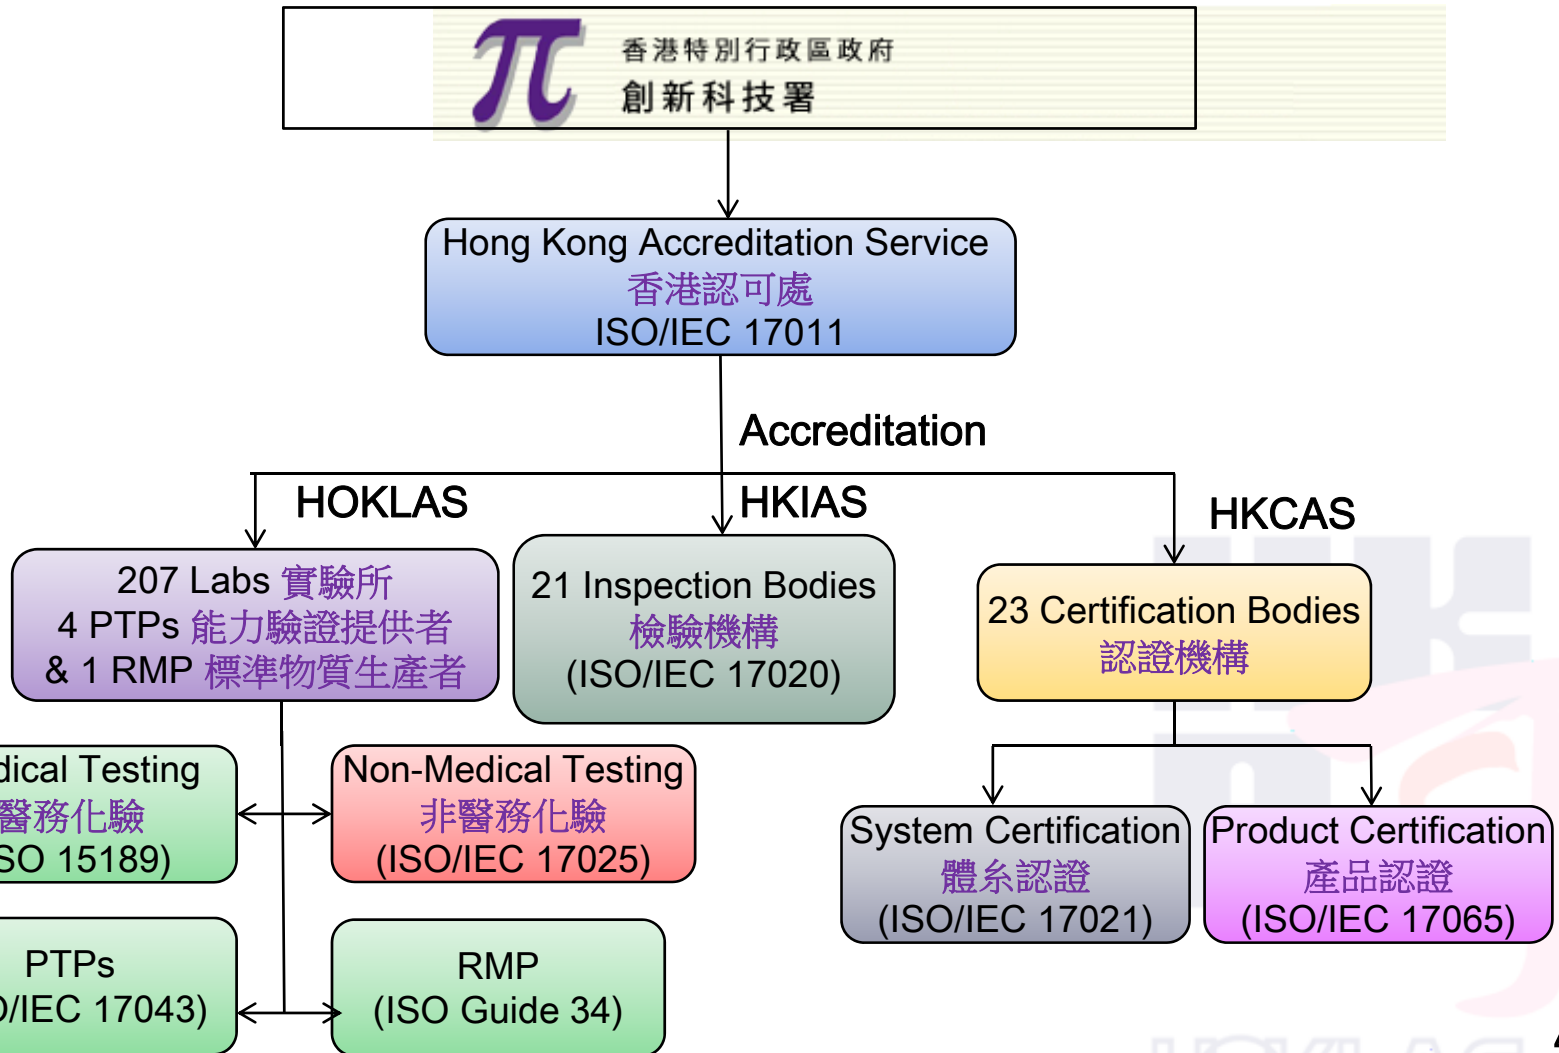 香港特別行政區政府
創新科技署
Hong Kong Accreditation Service
香港認可處
ISO/IEC 17011
Accreditation
HOKLAS
HKIAS
HKCAS
207 Labs 實驗所
4 PTPs 能力驗證提供者
& 1 RMP 標準物質生產者
21 Inspection Bodies
檢驗機構
(ISO/IEC 17020)
23 Certification Bodies
認證機構
dical Testing
醫務化驗
SO 15189)
Non-Medical Testing
非醫務化驗
(ISO/IEC 17025)
System Certification
體系認證
(ISO/IEC 17021)
Product Certification
產品認證
(ISO/IEC 17065)
PTPs
O/IEC 17043)
RMP
(ISO Guide 34)